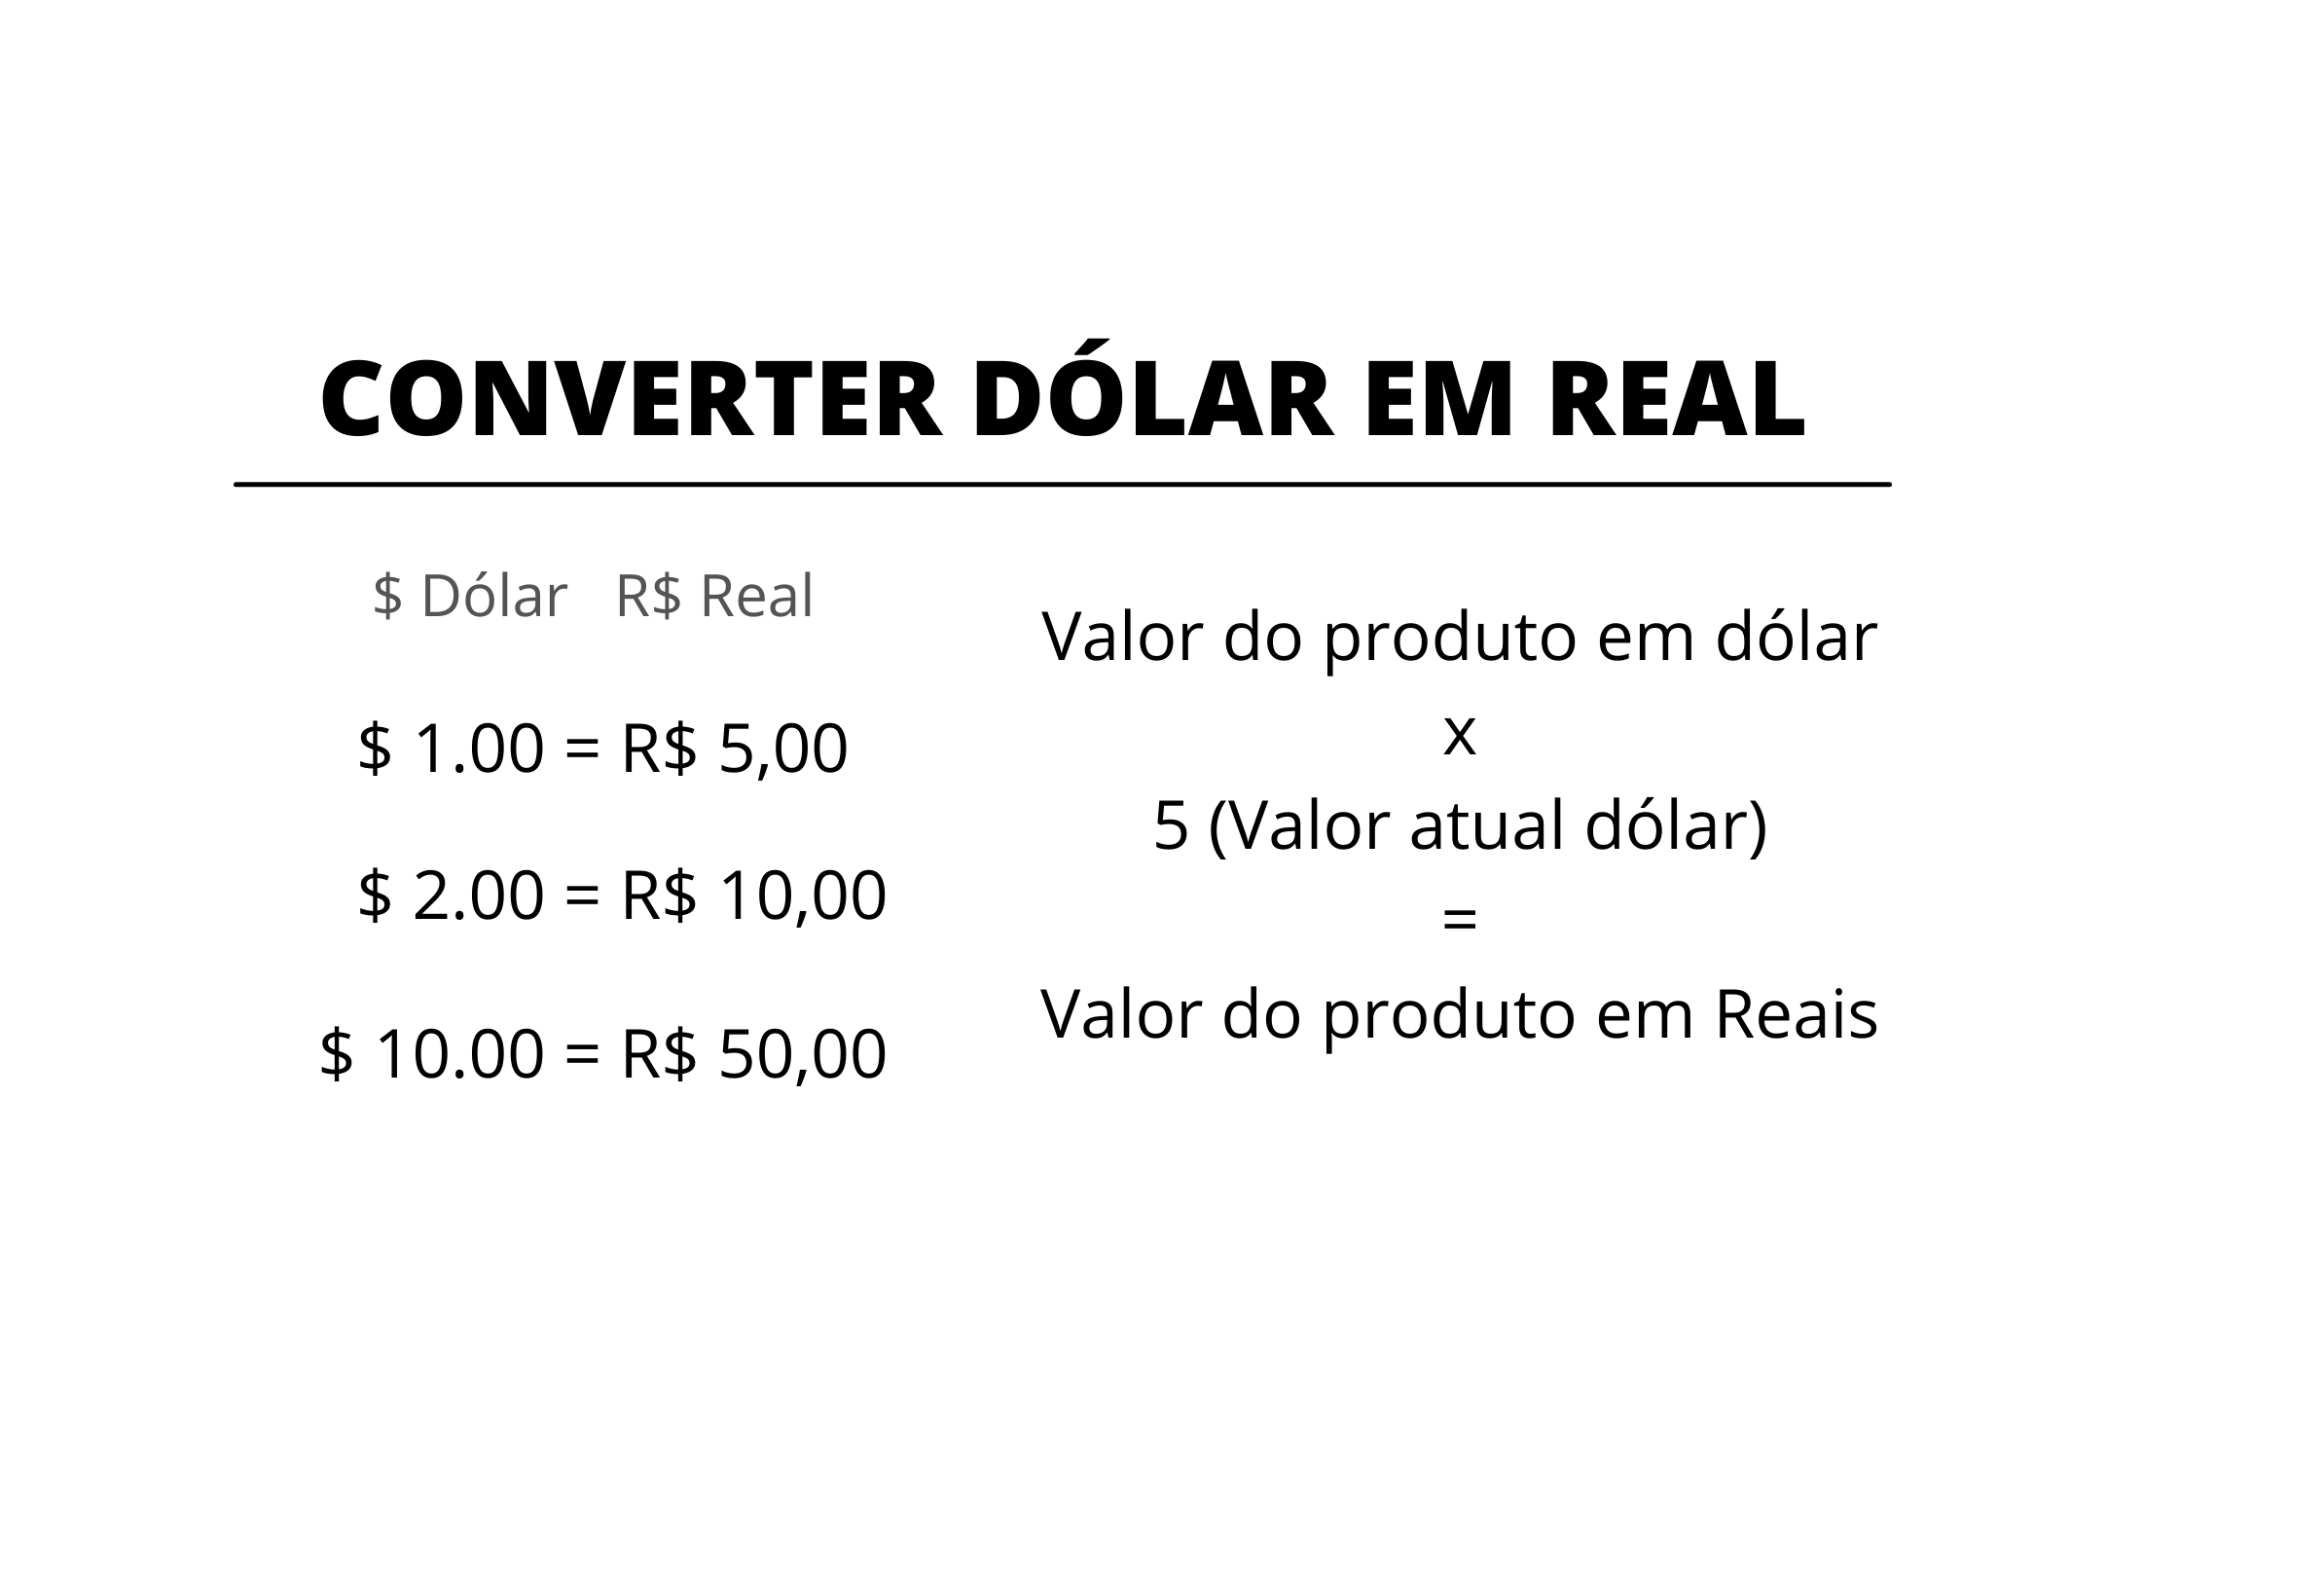 CONVERTER DÓLAR EM REAL
$ Dólar R$ Real
$ 1.00 = R$ 5,00
$ 2.00 = R$ 10,00
$ 10.00 = R$ 50,00
Valor do produto em dólar
x
5 (Valor atual dólar)
=
Valor do produto em Reais